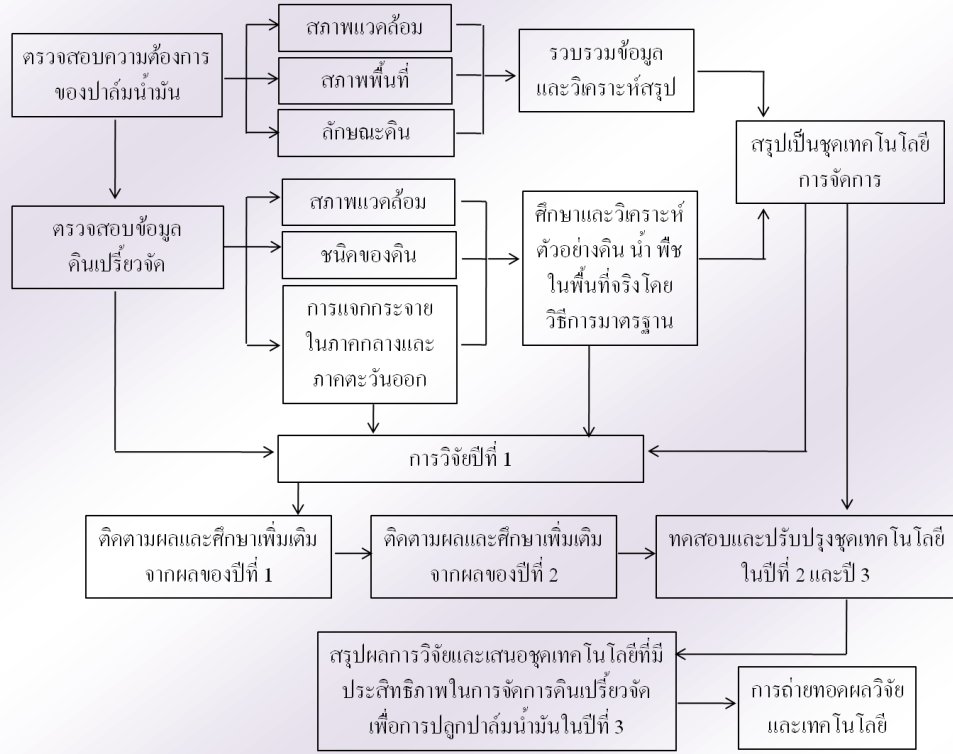 ตรวจสอบความต้องการ
ของปาล์มน้ำมัน
สภาพแวดล้อม
สภาพพื้นที่
ลักษณะดิน
รวบรวมข้อมูล
และวิเคราะห์สรุป
สรุปเป็นชุดเทคโนโลยี
การจัดการ
ตรวจสอบข้อมูล
ดินเปรี้ยวจัด
สภาพแวดล้อม
ชนิดของดิน
การแจกกระจาย
ในภาคกลางและ
ภาคตะวันออก
ศึกษาและวิเคราะห์
ตัวอย่างดิน น้ำ พืช
ในพื้นที่จริงโดย
วิธีการมาตรฐาน
การวิจัยปีที่ 1
ติดตามผลและศึกษาเพิ่มเติม
จากผลของปีที่ 1
ติดตามผลและศึกษาเพิ่มเติม
จากผลของปีที่ 2
ทดสอบและปรับปรุงชุดเทคโนโลยี
ในปีที่ 2 และปี 3
สรุปผลการวิจัยและเสนอชุดเทคโนโลยีที่มี
ประสิทธิภาพในการจัดการดินเปรี้ยวจัด
เพื่อการปลูกปาล์มน้ำมันในปีที่ 3
การถ่ายทอดผลวิจัย
และเทคโนโลยี